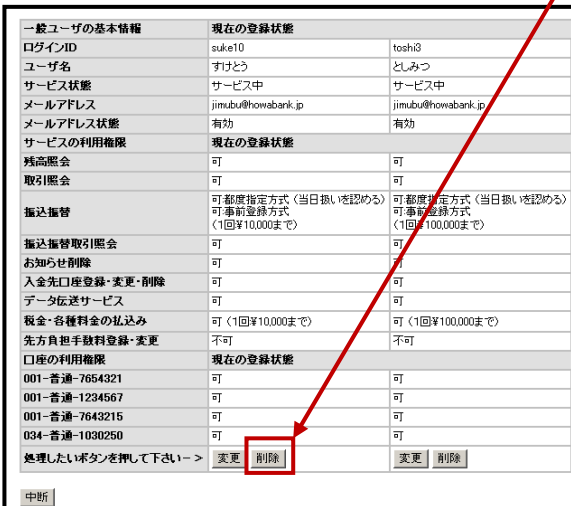 一般ユーザの基本情報 現在の登録状態
ログインID suke10 toshi3
ユーザ名 すけとう としみつ
サービス状態 サービス中 サービス中
メールアドレス jimubu@howabank.jp jimubu@howabank.jp
メールアドレス状態 有効 有効
サービスの利用権限 現在の登録状態
残高照会 可 可
取引照会 可 可
振込振替 可:都度指定方式（当日扱いを認める） 可:都度指定方式（当日扱いを認める）
可:事前登録方式 可:事前登録方式
（1回¥10,000まで） （1回¥100,000まで）
振込振替取引照会 可 可
お知らせ削除 可 可
入金先口座登録・変更・削除 可 可
データ伝送サービス 可 可
税金・各種料金の払込み 可（1回¥10,000まで） 可（1回¥100,000まで）
先方負担手数料登録・変更 不可 不可
口座の利用権限 現在の登録状態
001-普通-7654321 可 可
001-普通-1234567 可 可
001-普通-7643215 可 可
034-普通-1030250 可 可
処理したいボタンを押して下さい－＞ 変更 削除 変更 削除
中断